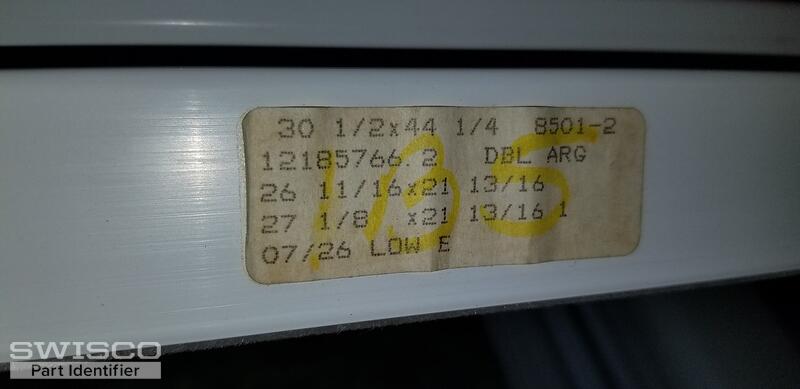 30 1/2x44 1/4 8501-2
12185766.2 DBL ARG
26 11/16x21 13/16
27 1/8 x21 13/16 1
07/26 LOW E
1B5
SWISCO
Part Identifier